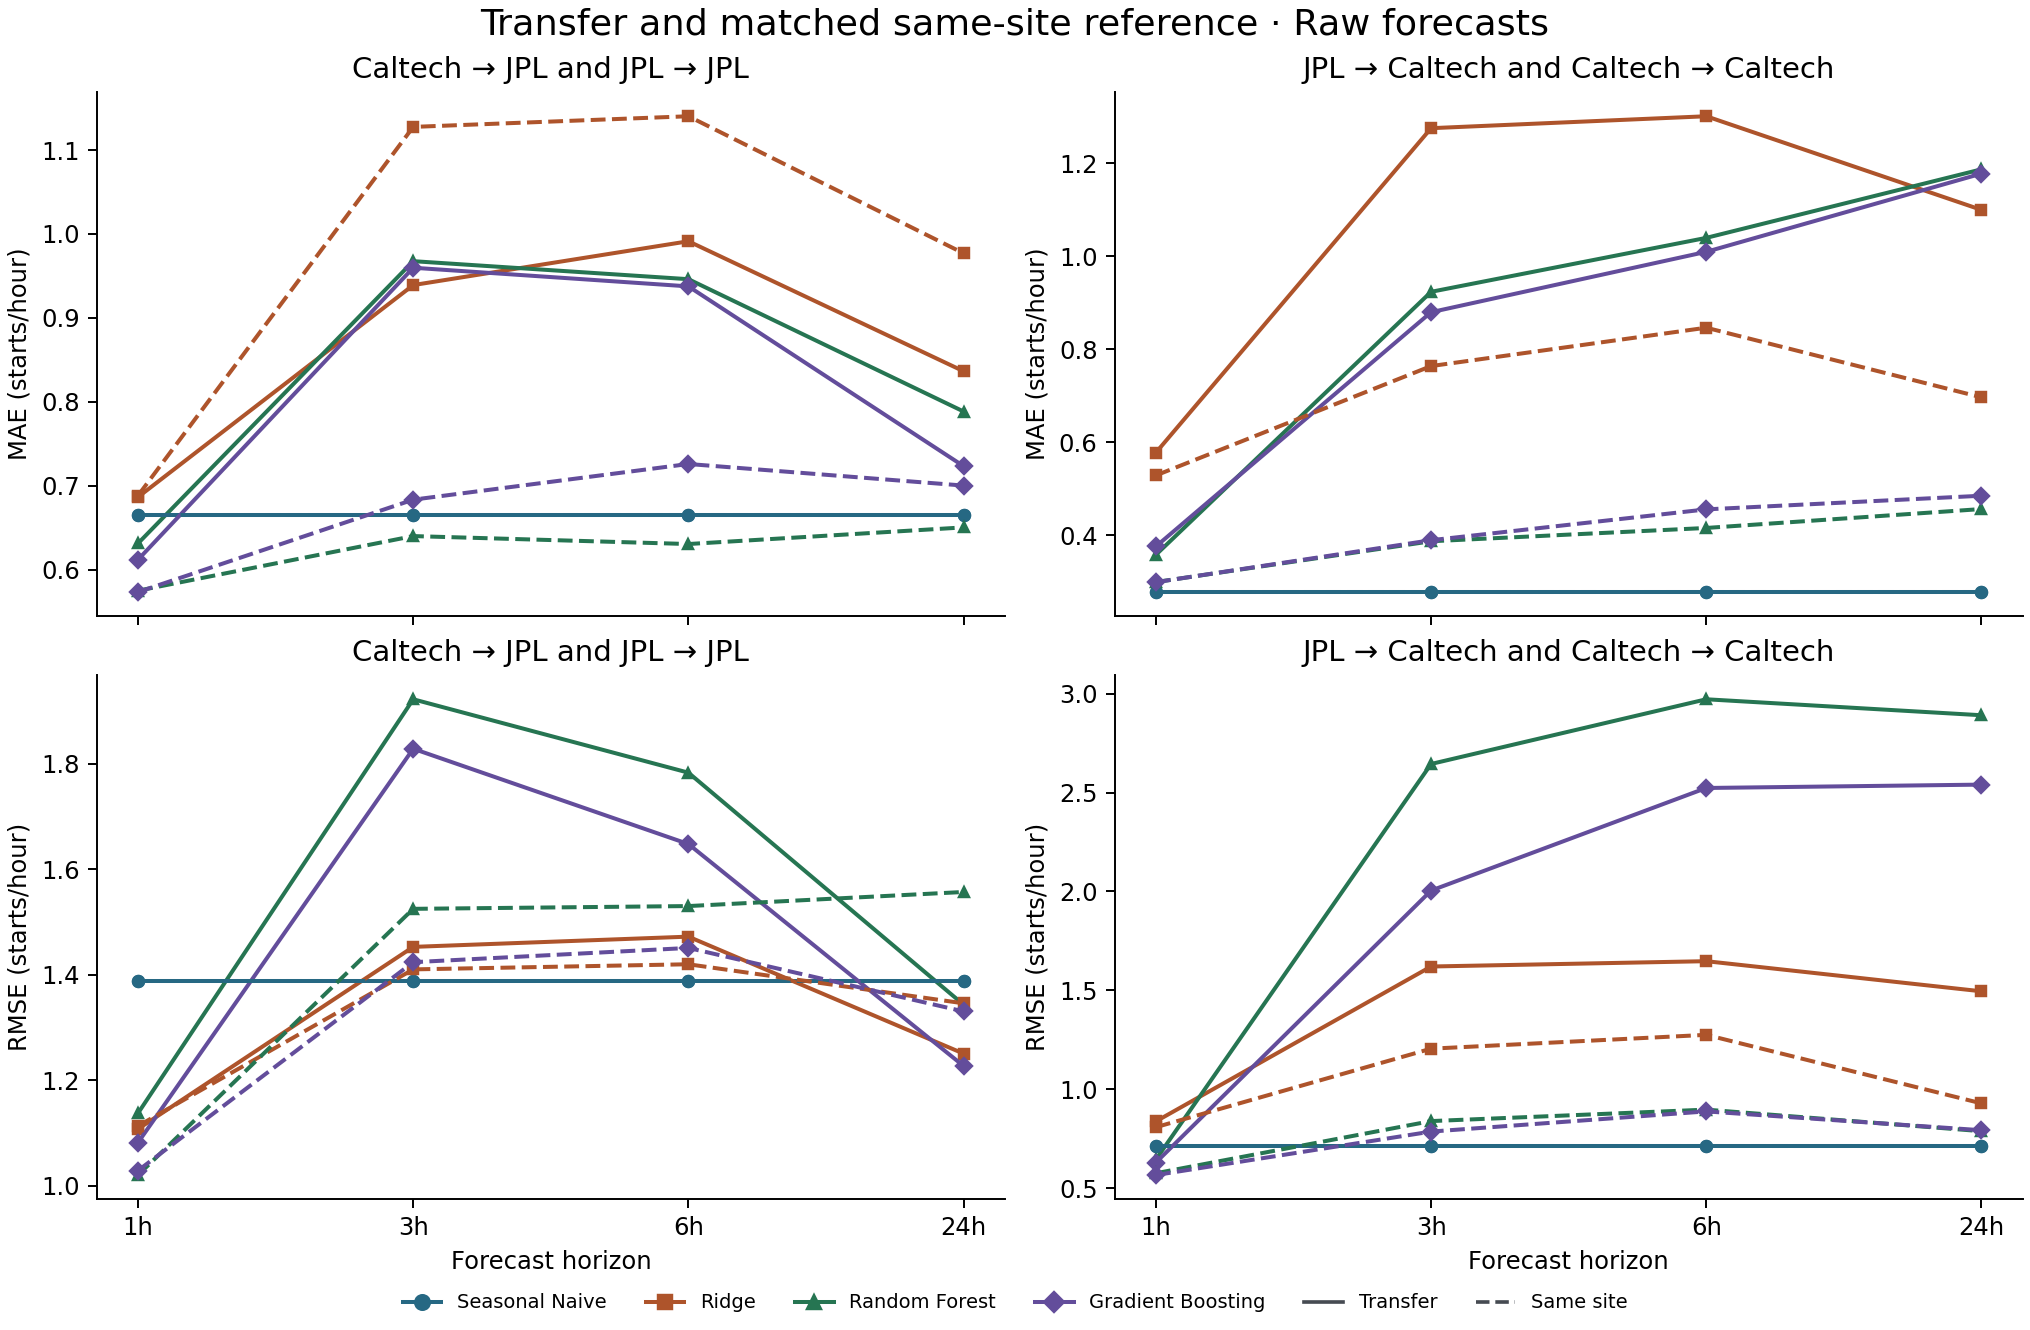 Transfer and matched same-site reference · Raw forecasts
Caltech → JPL and JPL → JPL
MAE (starts/hour)
1.1
1.0
0.9
0.8
0.7
0.6
JPL → Caltech and Caltech → Caltech
MAE (starts/hour)
1.2
1.0
0.8
0.6
0.4
Caltech → JPL and JPL → JPL
RMSE (starts/hour)
1.8
1.6
1.4
1.2
1.0
1h 3h 6h 24h
Forecast horizon
JPL → Caltech and Caltech → Caltech
RMSE (starts/hour)
3.0
2.5
2.0
1.5
1.0
0.5
1h 3h 6h 24h
Forecast horizon
Seasonal Naive Ridge Random Forest Gradient Boosting Transfer Same site